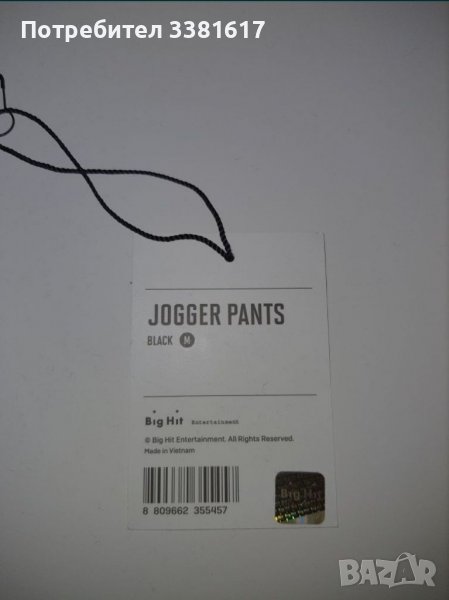 Потребител 3381617
JOGGER PANTS
BLACK M
Big Hit Entertainment
© Big Hit Entertainment. All Rights Reserved.
Made in Vietnam
8 809662 355457
Big Hit
BAZAR